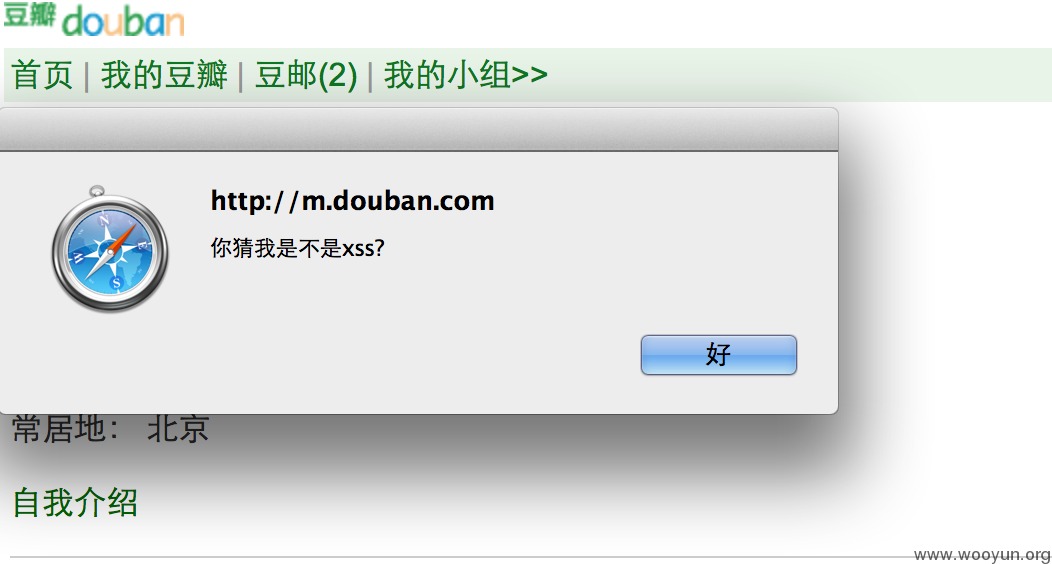 豆瓣 douban
首页 | 我的豆瓣 | 豆邮(2) | 我的小组>>
http://m.douban.com
你猜我是不是xss?
好
常居地： 北京
自我介绍
www.wooyun.org